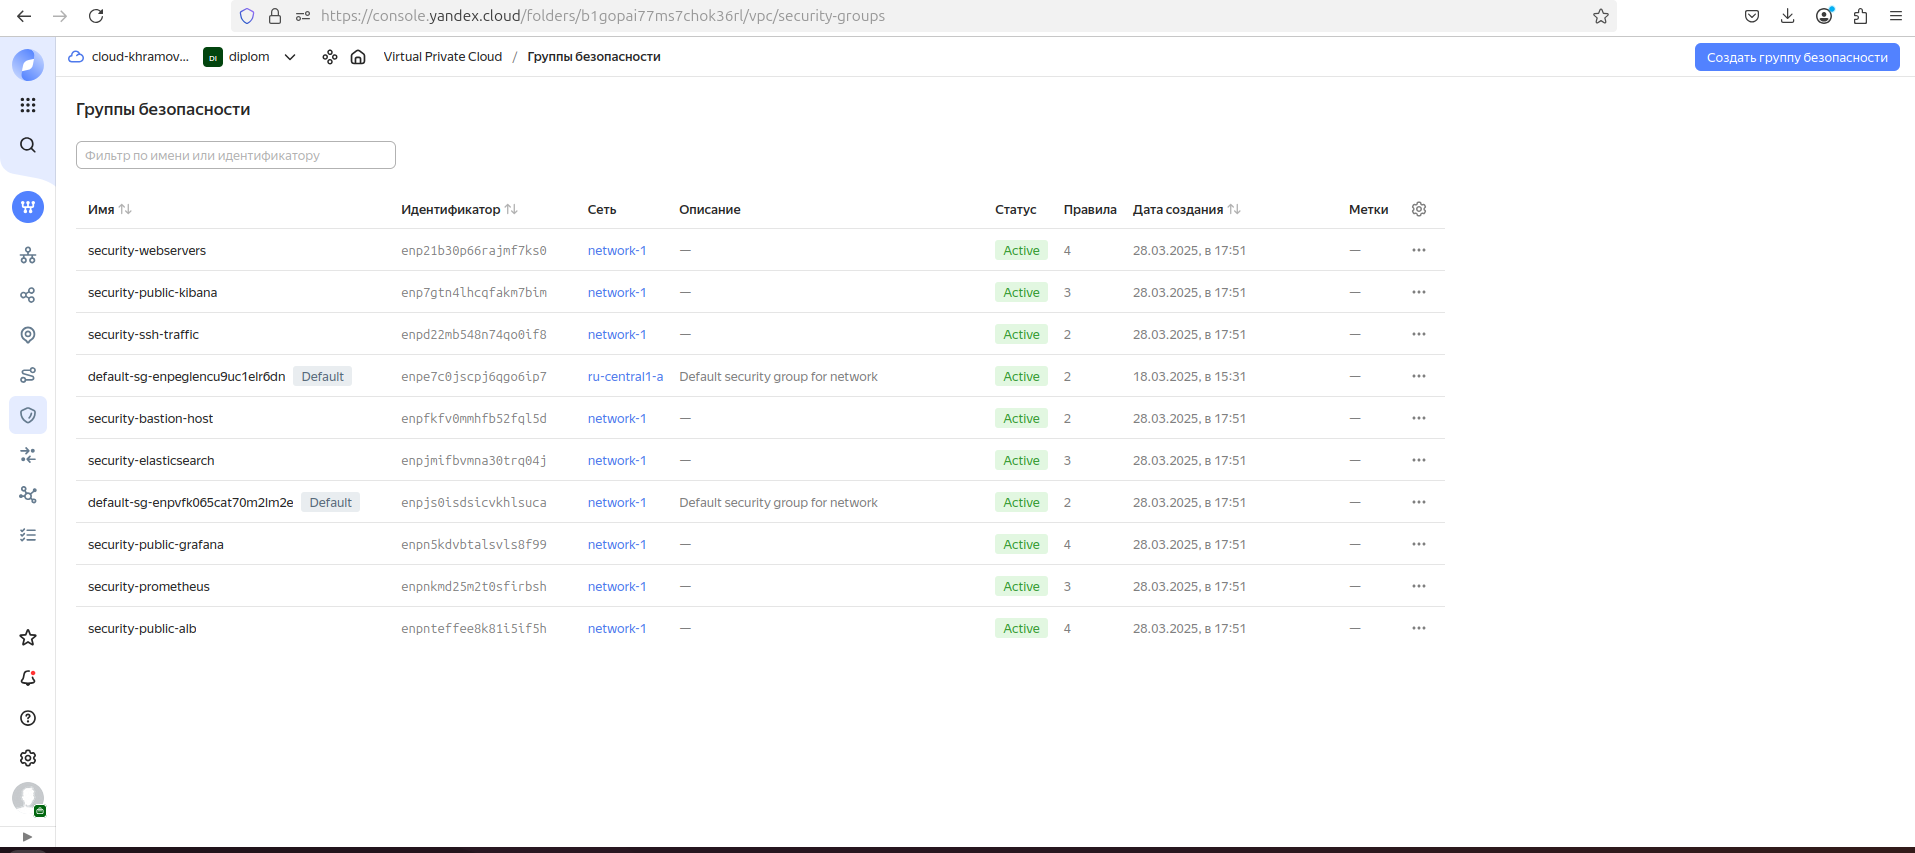 https://console.yandex.cloud/folders/b1gopai77ms7chok36rl/vpc/security-groups
cloud-khramov... DI diplom Virtual Private Cloud / Группы безопасности Создать группу безопасности
Группы безопасности
Фильтр по имени или идентификатору
Имя Идентификатор Сеть Описание Статус Правила Дата создания Метки
security-webservers enp21b30p66rajmf7ks0 network-1 — Active 4 28.03.2025, в 17:51 —
security-public-kibana enp7gtn4lhcqfakm7bim network-1 — Active 3 28.03.2025, в 17:51 —
security-ssh-traffic enpd22mb548n74qo0if8 network-1 — Active 2 28.03.2025, в 17:51 —
default-sg-enpeglencu9uc1elr6dn Default enpe7c0jscpj6qgo6ip7 ru-central1-a Default security group for network Active 2 18.03.2025, в 15:31 —
security-bastion-host enpfkfv0mmhfb52fql5d network-1 — Active 2 28.03.2025, в 17:51 —
security-elasticsearch enpjmifbvmna30trq04j network-1 — Active 3 28.03.2025, в 17:51 —
default-sg-enpvfk065cat70m2lm2e Default enpjs0isdsicvkhlsuca network-1 Default security group for network Active 2 28.03.2025, в 17:51 —
security-public-grafana enpn5kdvbtalsvls8f99 network-1 — Active 4 28.03.2025, в 17:51 —
security-prometheus enpnkmd25m2t0sfirbsh network-1 — Active 3 28.03.2025, в 17:51 —
security-public-alb enpnteffee8k81i5if5h network-1 — Active 4 28.03.2025, в 17:51 —